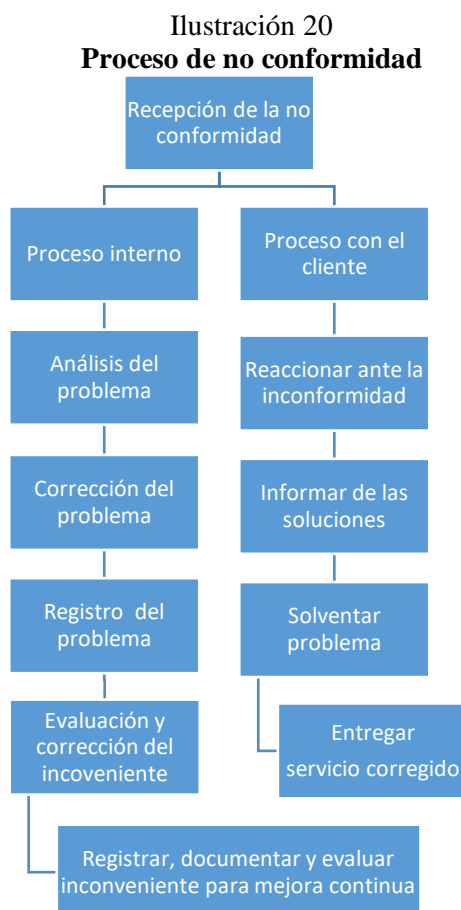 Ilustración 20
Proceso de no conformidad
Recepción de la no
conformidad
Proceso interno
Análisis del
problema
Corrección del
problema
Registro del
problema
Evaluación y
corrección del
incoveniente
Registrar, documentar y evaluar
inconveniente para mejora continua
Proceso con el
cliente
Reaccionar ante la
inconformidad
Informar de las
soluciones
Solventar
problema
Entregar
servicio corregido